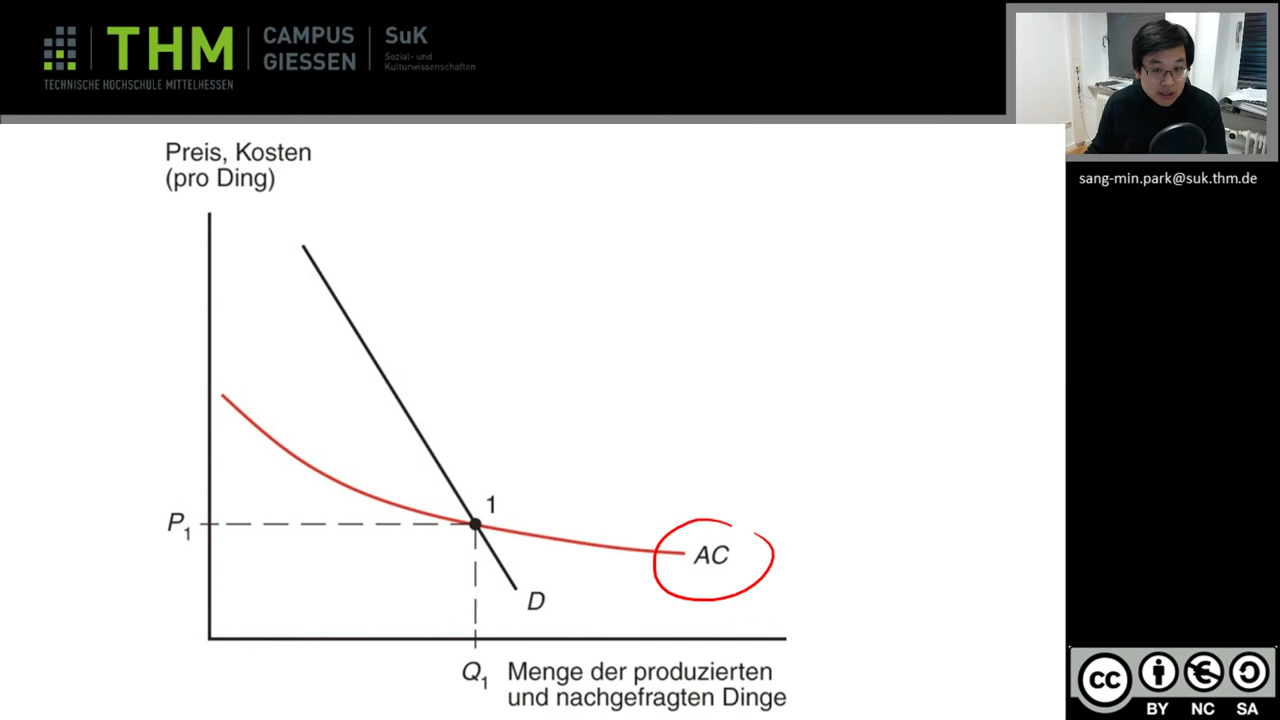 THM
CAMPUS
GIESSEN
SuK
Sozial- und
Kulturwissenschaften
TECHNISCHE HOCHSCHULE MITTELHESSEN
sang-min.park@suk.thm.de
Preis, Kosten
(pro Ding)
1
P1
AC
D
Q1
Menge der produzierten
und nachgefragten Dinge
cc
BY NC SA